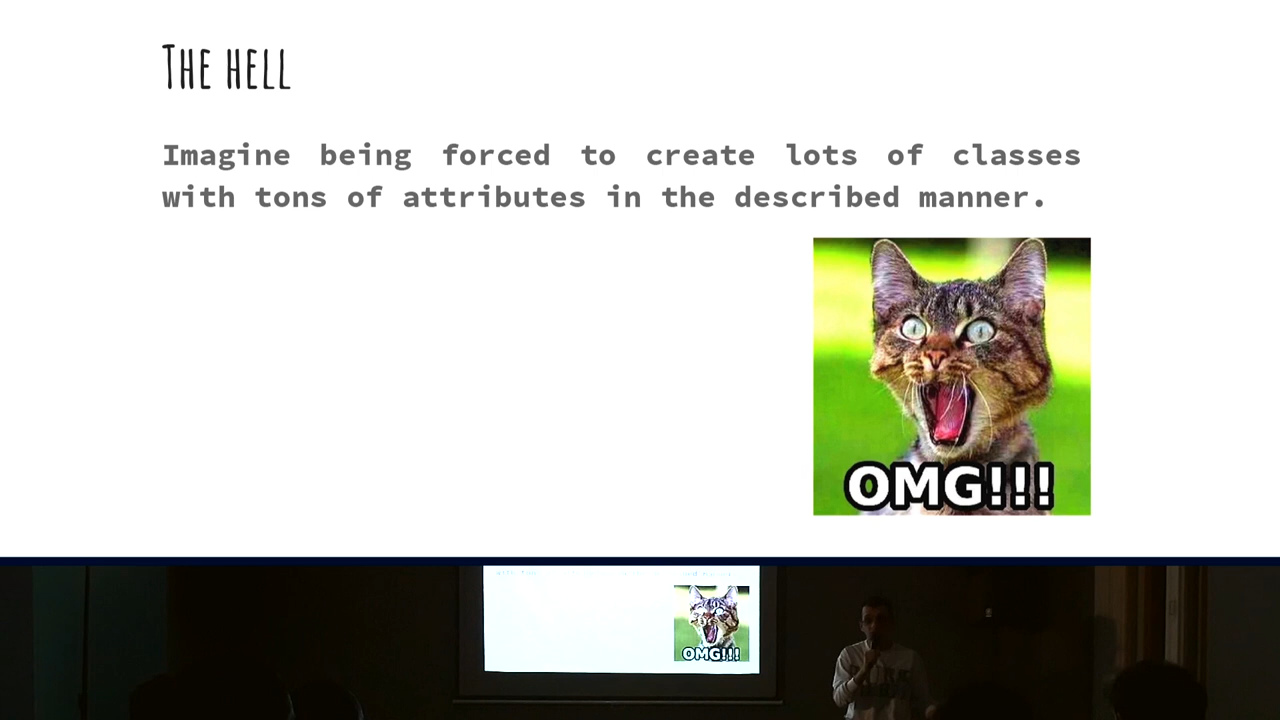 The hell
Imagine being forced to create lots of classes
with tons of attributes in the described manner.
OMG!!!
OMG!!!